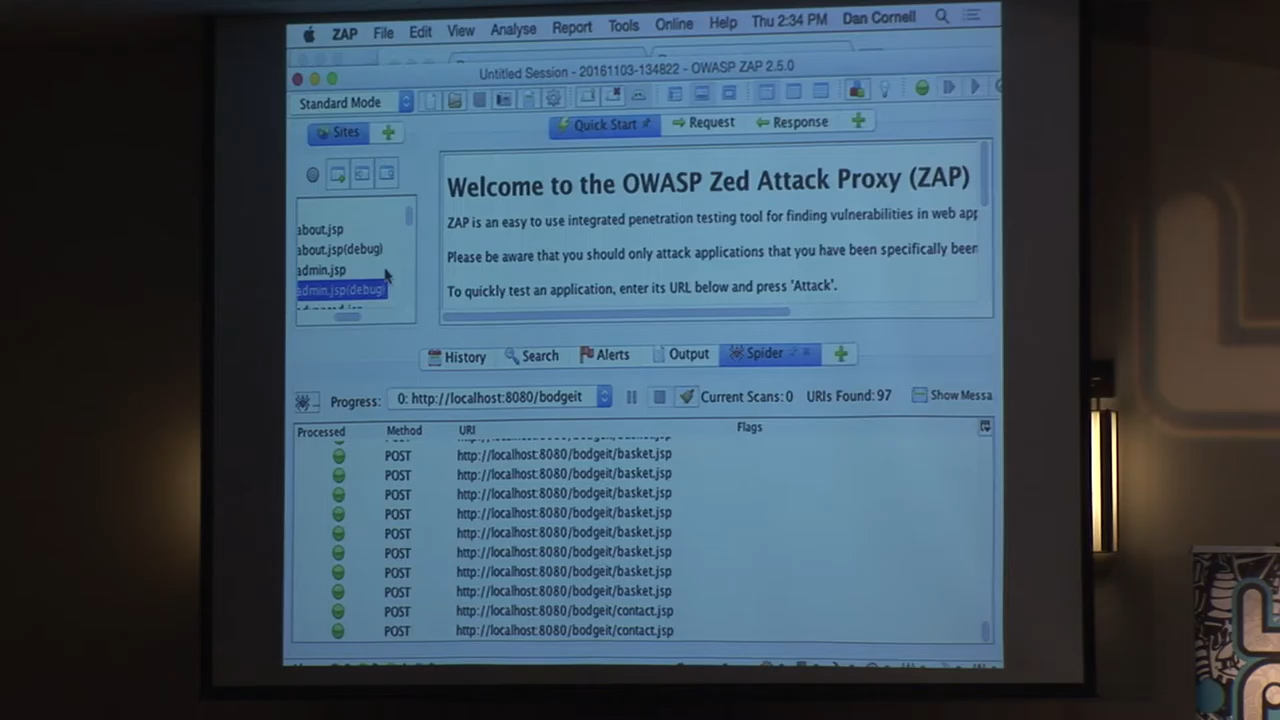 ZAP File Edit View Analyse Report Tools Online Help Thu 2:34 PM Dan Cornell
Untitled Session - 20161103-134822 - OWASP ZAP 2.5.0
Standard Mode
Sites
Quick Start Request Response
Welcome to the OWASP Zed Attack Proxy (ZAP)
ZAP is an easy to use integrated penetration testing tool for finding vulnerabilities in web app
Please be aware that you should only attack applications that you have been specifically been
To quickly test an application, enter its URL below and press 'Attack'.
about.jsp
about.jsp(debug)
admin.jsp
admin.jsp(debug)
History Search Alerts Output Spider
Progress: 0: http://localhost:8080/bodgeit Current Scans:0 URIs Found:97 Show Messa
Processed Method URI Flags
POST http://localhost:8080/bodgeit/basket.jsp
POST http://localhost:8080/bodgeit/basket.jsp
POST http://localhost:8080/bodgeit/basket.jsp
POST http://localhost:8080/bodgeit/basket.jsp
POST http://localhost:8080/bodgeit/basket.jsp
POST http://localhost:8080/bodgeit/basket.jsp
POST http://localhost:8080/bodgeit/basket.jsp
POST http://localhost:8080/bodgeit/basket.jsp
POST http://localhost:8080/bodgeit/contact.jsp
POST http://localhost:8080/bodgeit/contact.jsp